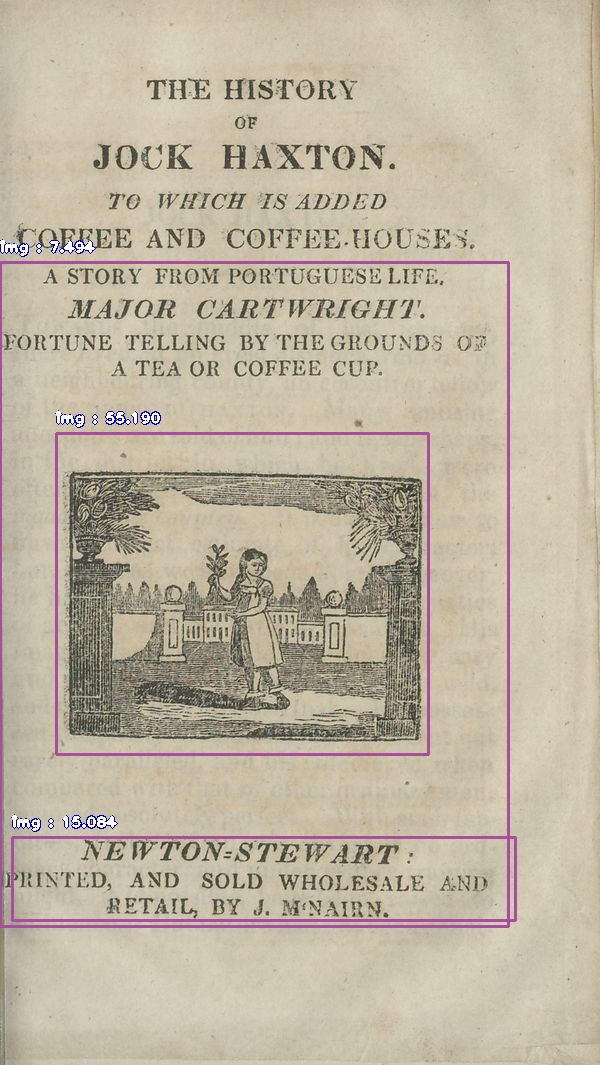 THE HISTORY
OF
JOCK HAXTON.
TO WHICH IS ADDED
COFFEE AND COFFEE-HOUSES.
Img : 7.494
A STORY FROM PORTUGUESE LIFE.
MAJOR CARTWRIGHT.
FORTUNE TELLING BY THE GROUNDS OF
A TEA OR COFFEE CUP.
Img : 55.190
Img : 15.084
NEWTON-STEWART:
PRINTED, AND SOLD WHOLESALE AND
RETAIL, BY J. M'NAIRN.